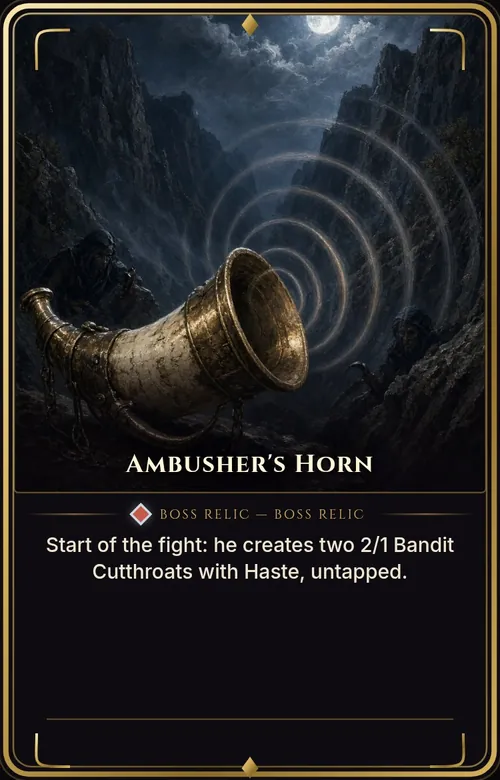 Ambusher's Horn
BOSS RELIC — BOSS RELIC
Start of the fight: he creates two 2/1 Bandit
Cutthroats with Haste, untapped.